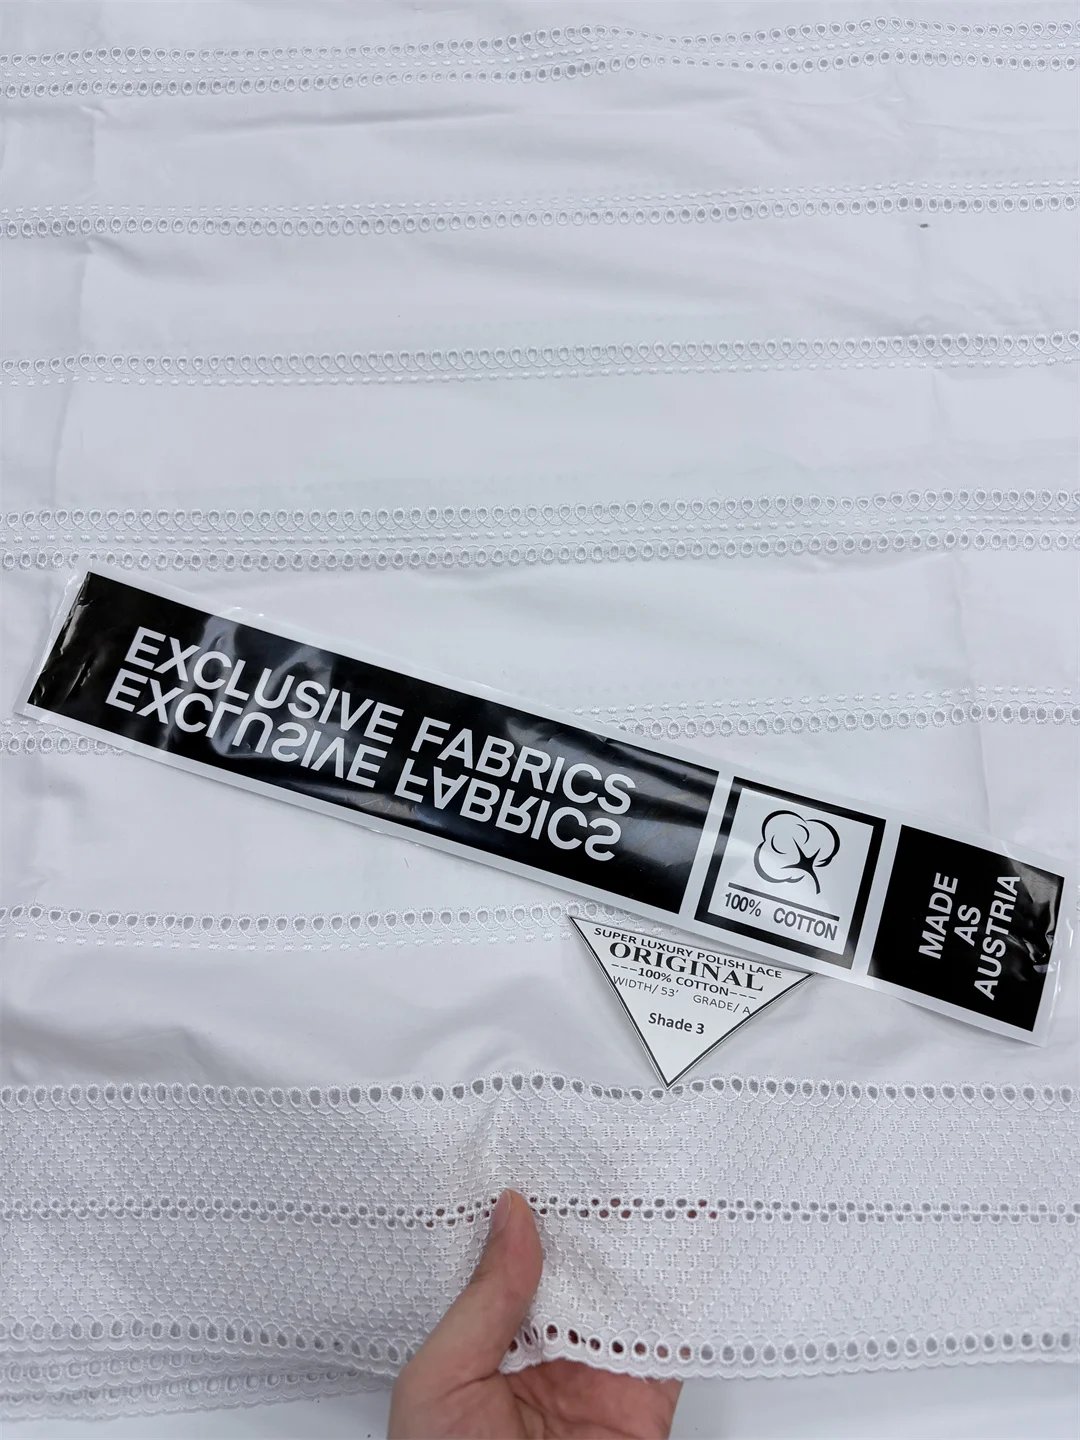 EXCLUSIVE FABRICS
EXCLUSIVE FABRICS
100% COTTON
MADE
AS
AUSTRIA
SUPER LUXURY POLISH LACE
ORIGINAL
---100% COTTON---
WIDTH/ 53' GRADE/ A
Shade 3